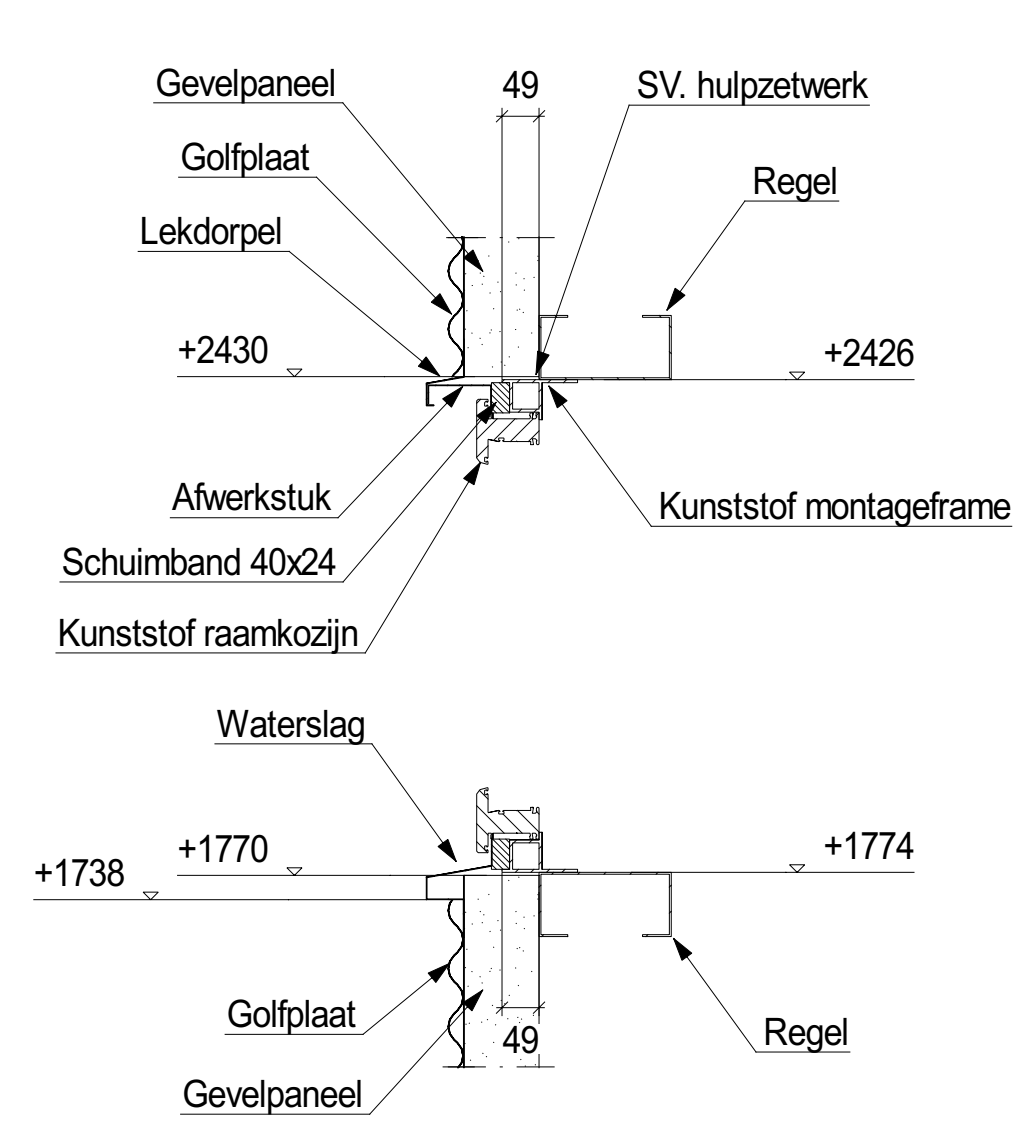 Gevelpaneel
49
SV. hulpzetwerk
Golfplaat
Regel
Lekdorpel
+2430
+2426
Afwerkstuk
Kunststof montageframe
Schuimband 40x24
Kunststof raamkozijn
Waterslag
+1770
+1774
+1738
Golfplaat
49
Regel
Gevelpaneel